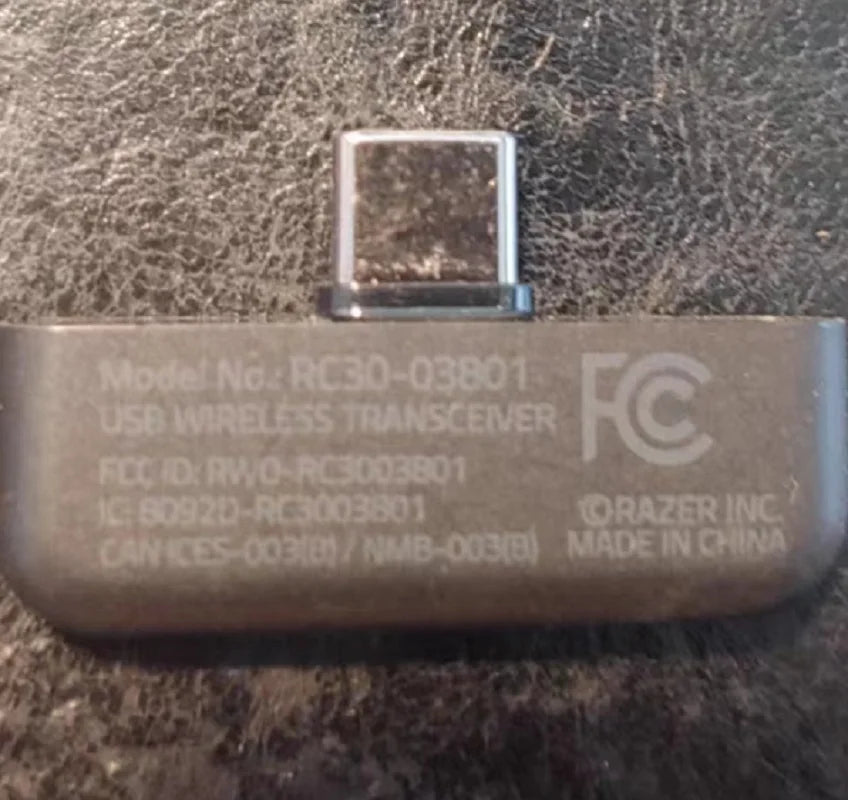 Model No.: RC30-03801
USB WIRELESS TRANSCEIVER
FCC ID: RWO-RC3003801
IC: 8092D-RC3003801
CAN ICES-003(B) / NMB-003(B)
FC
©RAZER INC.
MADE IN CHINA